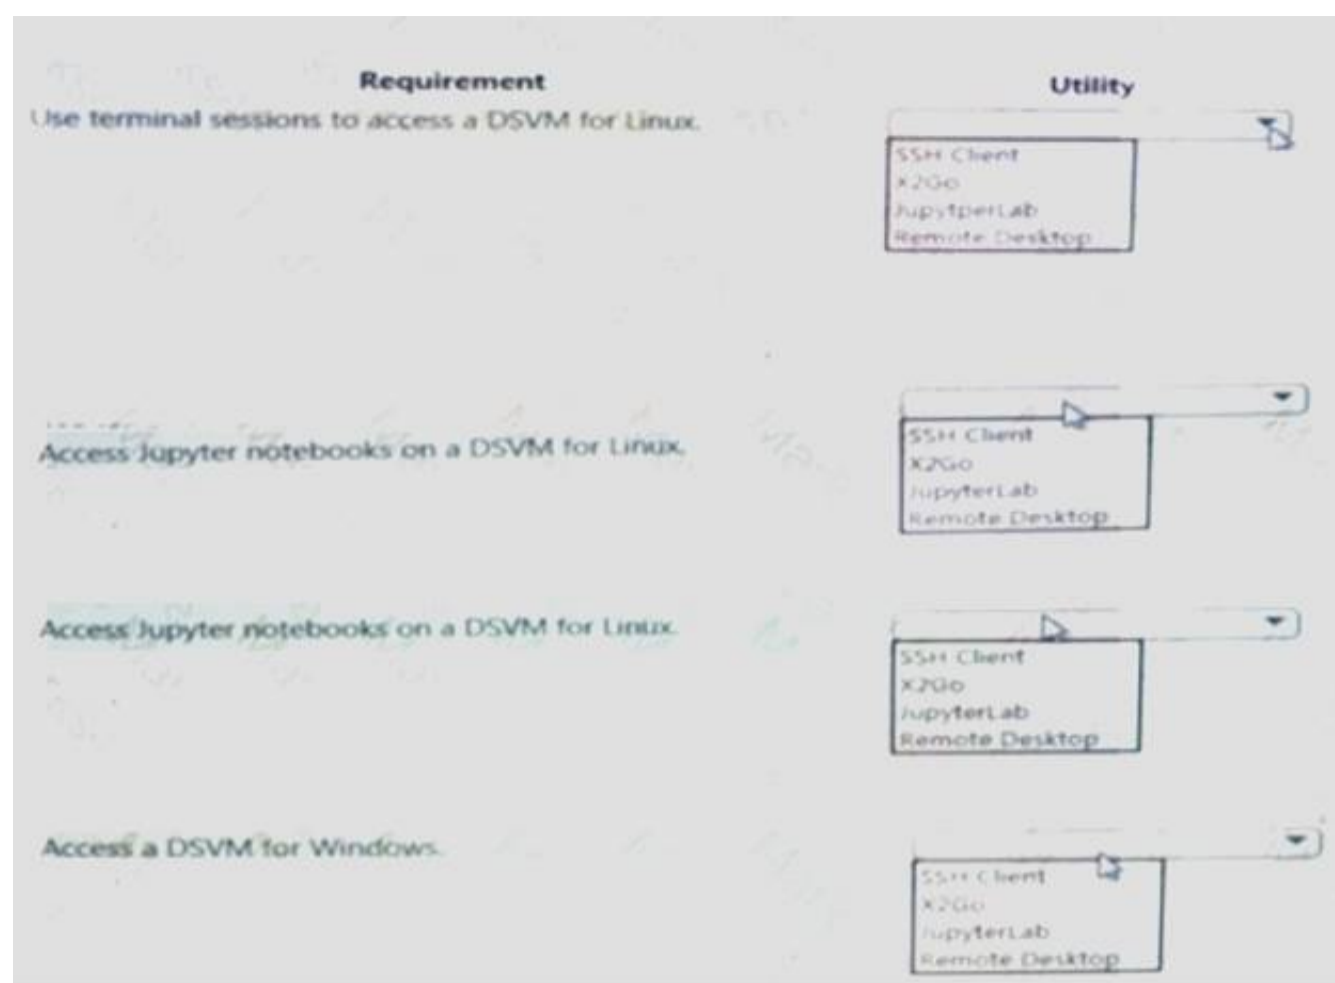 Requirement
Utility
Use terminal sessions to access a DSVM for Linux.
SSH Client
X2Go
JupytperLab
Remote Desktop
Access Jupyter notebooks on a DSVM for Linux.
SSH Client
X2Go
JupyterLab
Remote Desktop
Access Jupyter notebooks on a DSVM for Linux.
SSH Client
X2Go
JupyterLab
Remote Desktop
Access a DSVM for Windows.
SSH Client
X2Go
JupyterLab
Remote Desktop